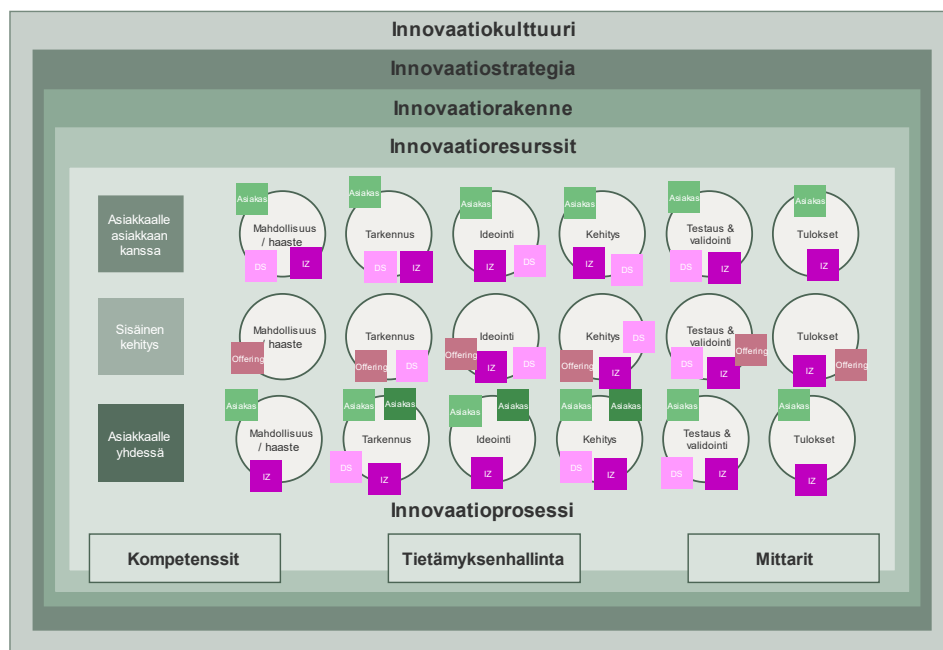 Innovaatiokulttuuri
Innovaatiostrategia
Innovaatiorakenne
Innovaatioresurssit
Asiakkaalle
asiakkaan
kanssa
Asiakas
Mahdollisuus
/ haaste
DS
IZ
Asiakas
Tarkennus
DS
IZ
Asiakas
Ideointi
IZ
DS
Asiakas
Kehitys
IZ
DS
Asiakas
Testaus &
validointi
DS
IZ
Asiakas
Tulokset
IZ
Sisäinen
kehitys
Mahdollisuus
/ haaste
Offering
Tarkennus
Offering
DS
Ideointi
Offering
IZ
DS
Kehitys
DS
Offering
IZ
Testaus &
validointi
Offering
DS
IZ
Tulokset
IZ
Offering
Asiakkaalle
yhdessä
Asiakas
Mahdollisuus
/ haaste
IZ
Asiakas
Asiakas
Tarkennus
DS
IZ
Asiakas
Asiakas
Ideointi
IZ
Asiakas
Asiakas
Kehitys
DS
IZ
Asiakas
Testaus &
validointi
DS
IZ
Asiakas
Tulokset
IZ
Innovaatioprosessi
Kompetenssit
Tietämyksenhallinta
Mittarit